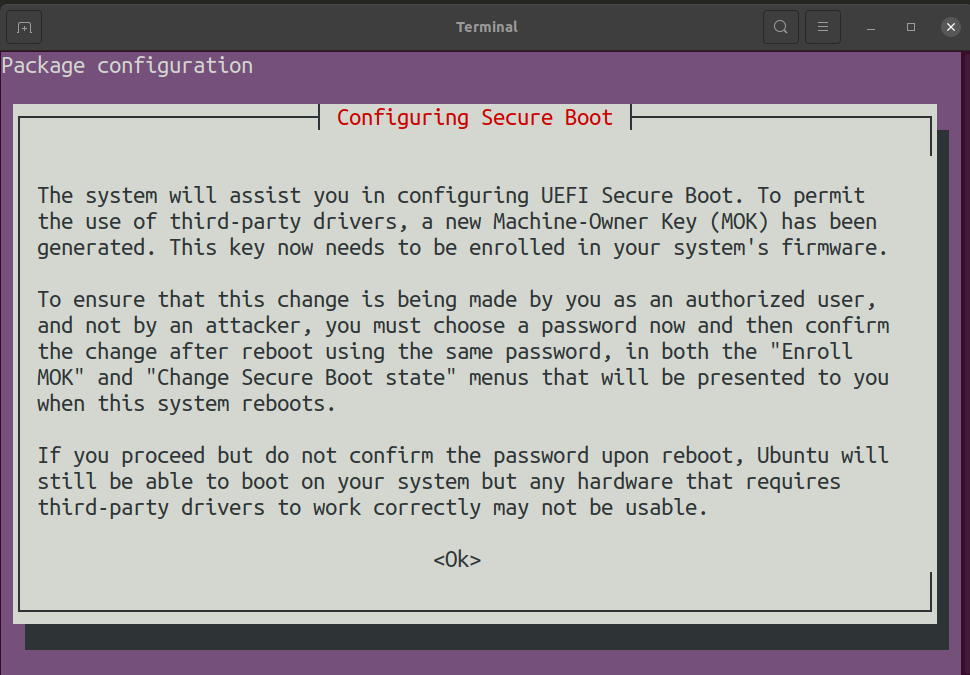 Terminal
Package configuration
Configuring Secure Boot
The system will assist you in configuring UEFI Secure Boot. To permit
the use of third-party drivers, a new Machine-Owner Key (MOK) has been
generated. This key now needs to be enrolled in your system's firmware.
To ensure that this change is being made by you as an authorized user,
and not by an attacker, you must choose a password now and then confirm
the change after reboot using the same password, in both the "Enroll
MOK" and "Change Secure Boot state" menus that will be presented to you
when this system reboots.
If you proceed but do not confirm the password upon reboot, Ubuntu will
still be able to boot on your system but any hardware that requires
third-party drivers to work correctly may not be usable.
<Ok>